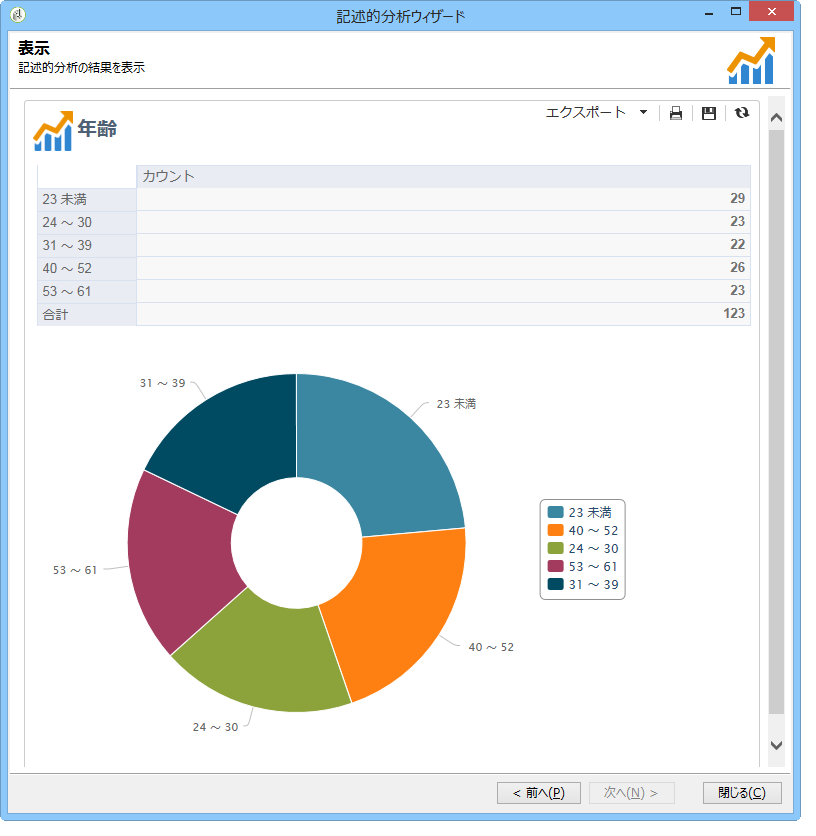 記述的分析ウィザード
表示
記述的分析の結果を表示
エクスポート
年齢
カウント
23 未満 29
24 ～ 30 23
31 ～ 39 22
40 ～ 52 26
53 ～ 61 23
合計 123
31 ～ 39
23 未満
53 ～ 61
40 ～ 52
24 ～ 30
23 未満
40 ～ 52
24 ～ 30
53 ～ 61
31 ～ 39
< 前へ(P) 次へ(N) > 閉じる(C)